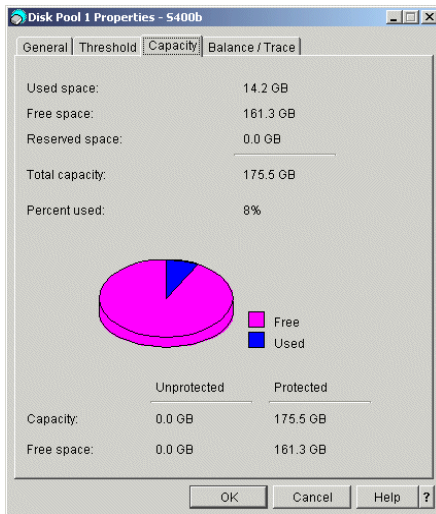 Disk Pool 1 Properties - S400b
General Threshold Capacity Balance / Trace
Used space: 14.2 GB
Free space: 161.3 GB
Reserved space: 0.0 GB
Total capacity: 175.5 GB
Percent used: 8%
Free
Used
Unprotected Protected
Capacity: 0.0 GB 175.5 GB
Free space: 0.0 GB 161.3 GB
OK Cancel Help ?